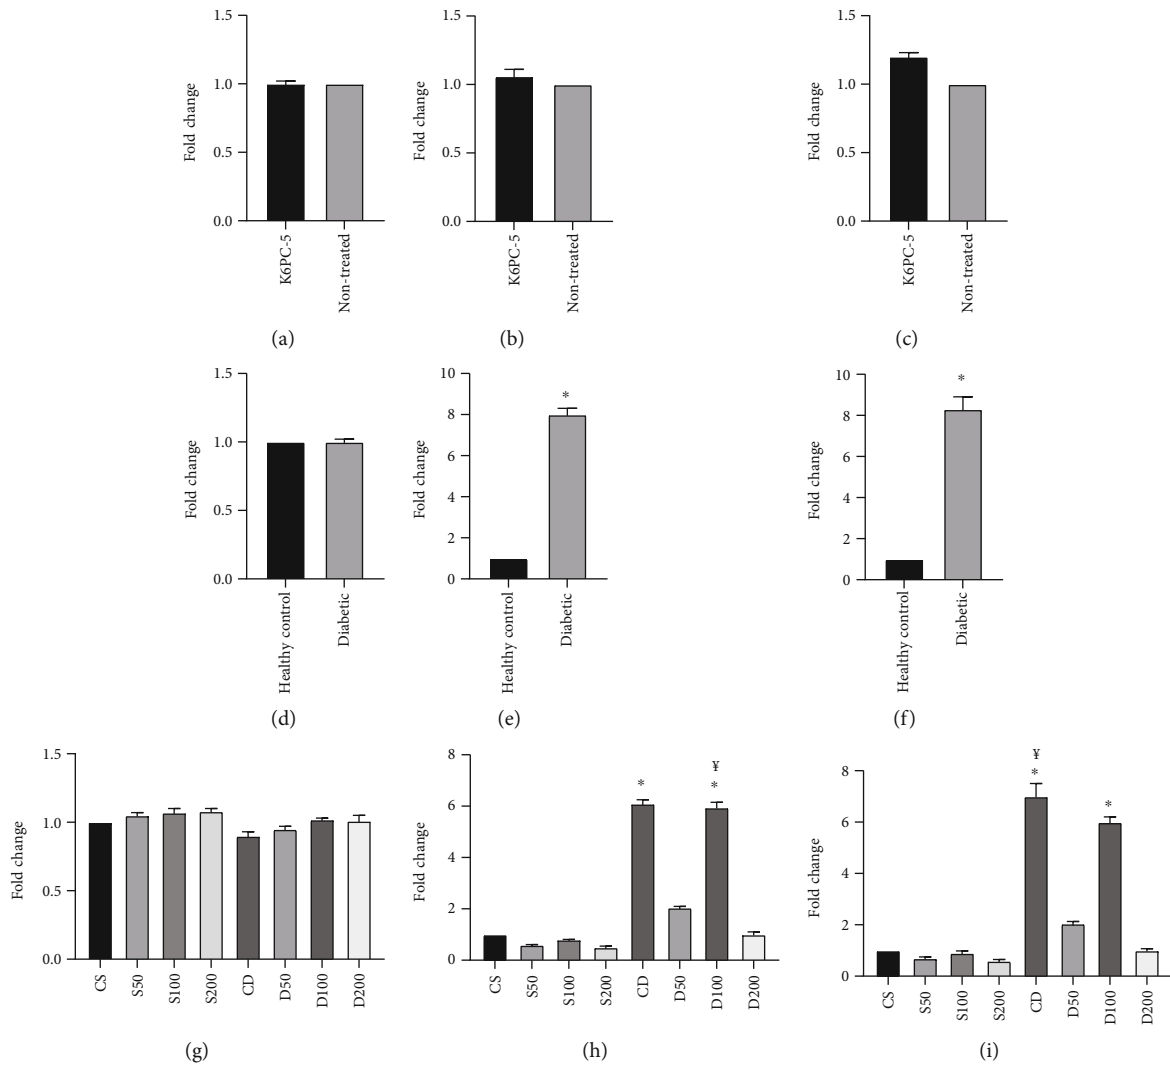 Fold change
1.5
1.0
0.5
0.0
K6PC-5
Non-treated
(a)
Fold change
1.5
1.0
0.5
0.0
K6PC-5
Non-treated
(b)
Fold change
1.5
1.0
0.5
0.0
K6PC-5
Non-treated
(c)
Fold change
1.5
1.0
0.5
0.0
Healthy control
Diabetic
(d)
Fold change
10
8
6
4
2
0
*
Healthy control
Diabetic
(e)
Fold change
10
8
6
4
2
0
*
Healthy control
Diabetic
(f)
Fold change
1.5
1.0
0.5
0.0
CS
S50
S100
S200
CD
D50
D100
D200
(g)
Fold change
8
6
4
2
0
*
¥
*
CS
S50
S100
S200
CD
D50
D100
D200
(h)
Fold change
8
6
4
2
0
¥
*
*
CS
S50
S100
S200
CD
D50
D100
D200
(i)